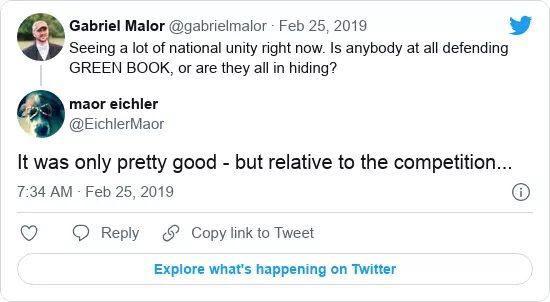 Gabriel Malor @gabrielmalor · Feb 25, 2019
Seeing a lot of national unity right now. Is anybody at all defending
GREEN BOOK, or are they all in hiding?
maor eichler
@EichlerMaor
It was only pretty good - but relative to the competition...
7:34 AM · Feb 25, 2019
Reply
Copy link to Tweet
Explore what's happening on Twitter